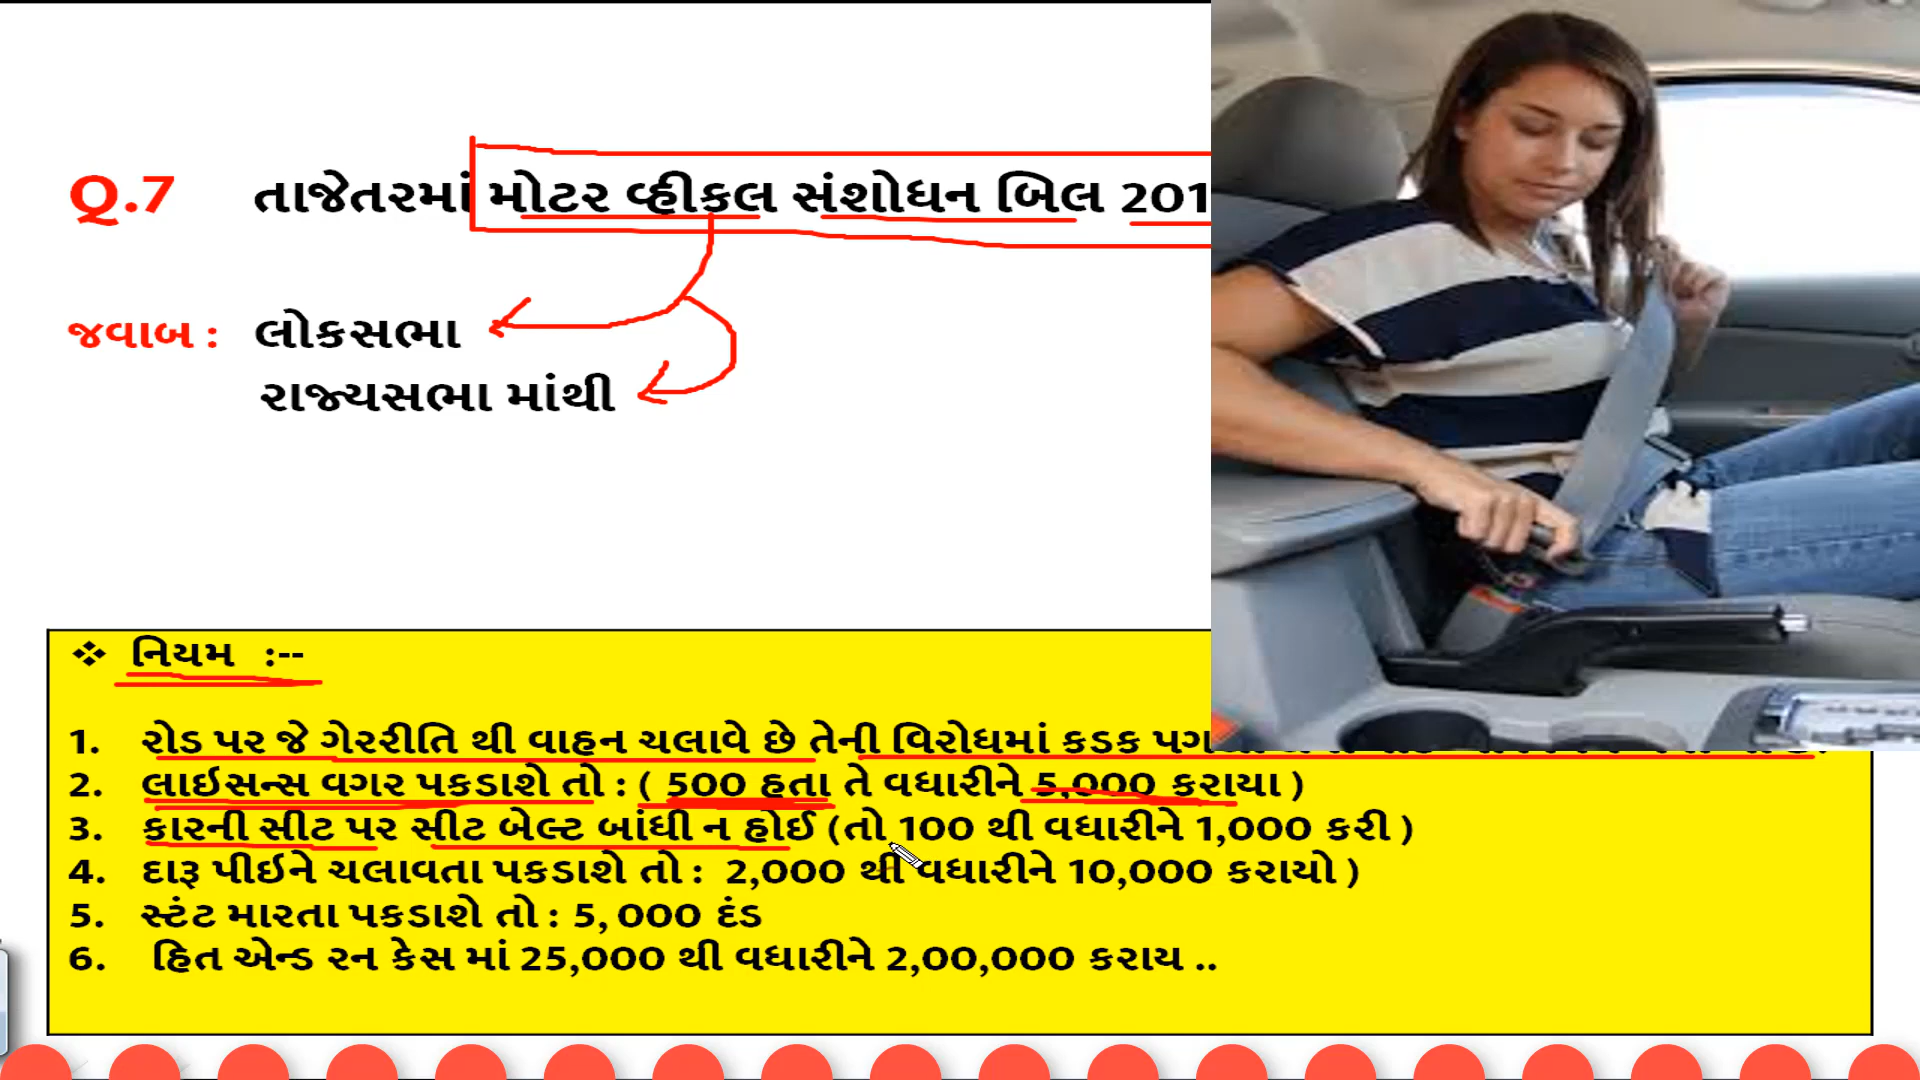 Q.7 તાજેતરમાં મોટર વ્હીકલ સંશોધન બિલ 201
જવાબ : લોકસભા
રાજ્યસભા માંથી
❖ નિયમ :--
1. રોડ પર જે ગેરરીતિ થી વાહન ચલાવે છે તેની વિરોધમાં કડક
2. લાઇસન્સ વગર પકડાશે તો : ( 500 હતા તે વધારીને 5,000 કરાયા )
3. કારની સીટ પર સીટ બેલ્ટ બાંધી ન હોઈ (તો 100 થી વધારીને 1,000 કરી )
4. દારૂ પીઇને ચલાવતા પકડાશે તો : 2,000 થી વધારીને 10,000 કરાયો )
5. સ્ટંટ મારતા પકડાશે તો : 5, 000 દંડ
6. હિત એન્ડ રન કેસ માં 25,000 થી વધારીને 2,00,000 કરાય ..